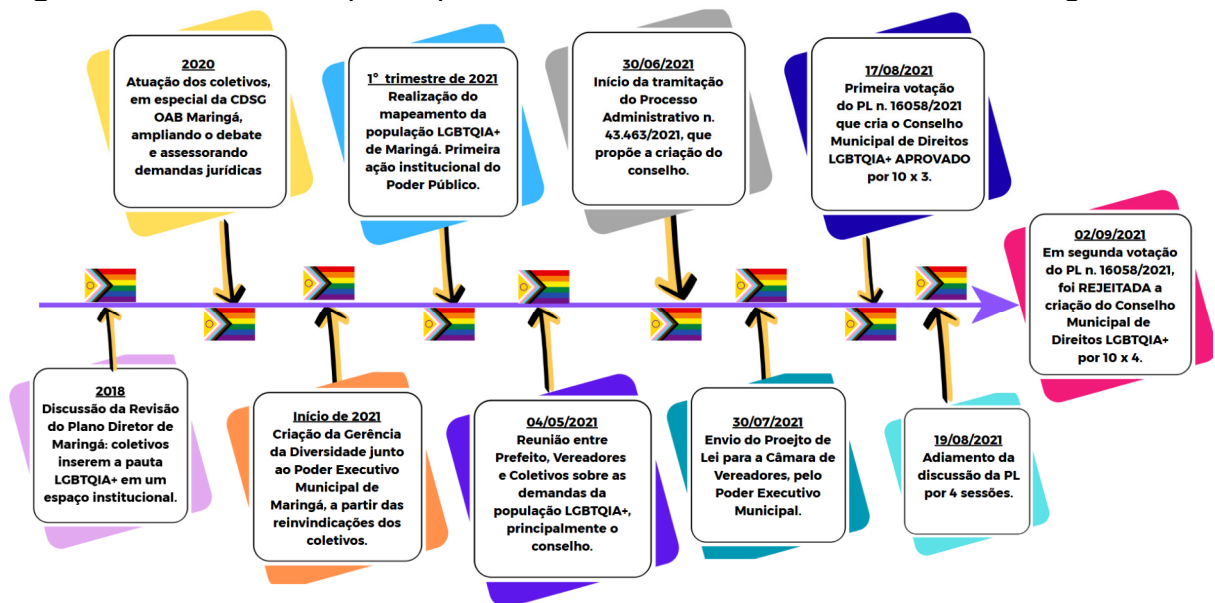 2020
Atuação dos coletivos,
em especial da CDSG
OAB Maringá,
ampliando o debate
e assessorando
demandas jurídicas
1º trimestre de 2021
Realização do
mapeamento da
população LGBTQIA+
de Maringá. Primeira
ação institucional do
Poder Público.
30/06/2021
Início da tramitação
do Processo
Administrativo n.
43.463/2021, que
propõe a criação do
conselho.
17/08/2021
Primeira votação
do PL n. 16058/2021
que cria o Conselho
Municipal de Direitos
LGBTQIA+ APROVADO
por 10 x 3.
02/09/2021
Em segunda votação
do PL n. 16058/2021,
foi REJEITADA a
criação do Conselho
Municipal de
Direitos LGBTQIA+
por 10 x 4.
2018
Discussão da Revisão
do Plano Diretor de
Maringá: coletivos
inserem a pauta
LGBTQIA+ em um
espaço institucional.
Início de 2021
Criação da Gerência
da Diversidade junto
ao Poder Executivo
Municipal de
Maringá, a partir das
reinvindicações dos
coletivos.
04/05/2021
Reunião entre
Prefeito, Vereadores
e Coletivos sobre as
demandas da
população LGBTQIA+,
principalmente o
conselho.
30/07/2021
Envio do Proejto de
Lei para a Câmara de
Vereadores, pelo
Poder Executivo
Municipal.
19/08/2021
Adiamento da
discussão da PL
por 4 sessões.